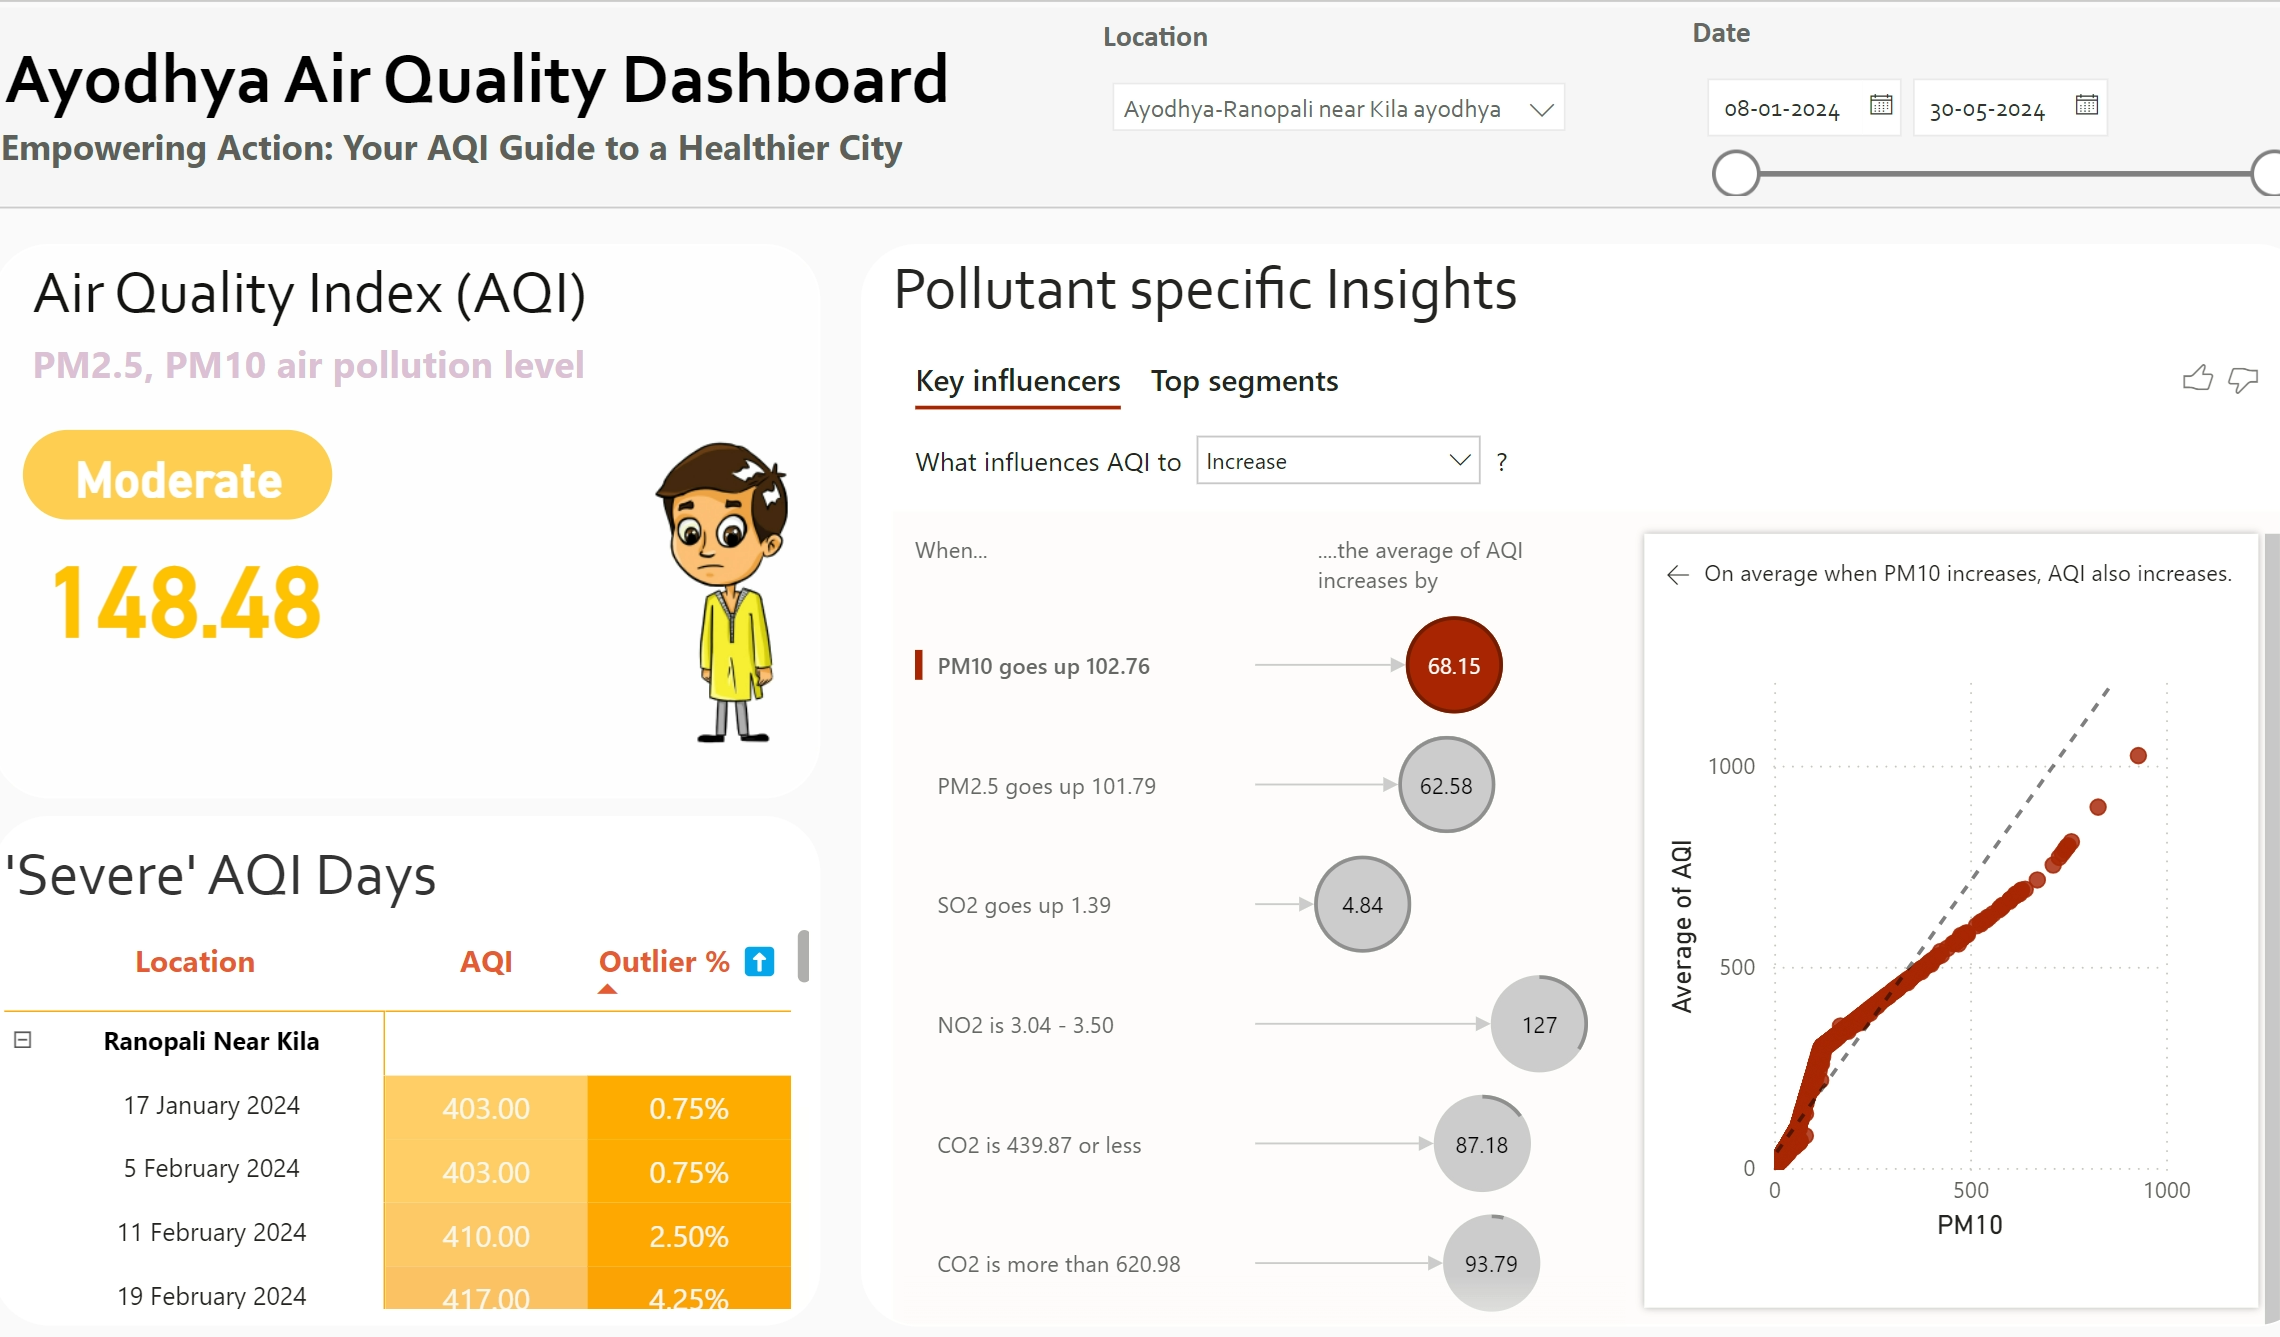 Ayodhya Air Quality Dashboard
Empowering Action: Your AQI Guide to a Healthier City
Location
Ayodhya-Ranopali near Kila ayodhya
Date
08-01-2024
30-05-2024
Air Quality Index (AQI)
PM2.5, PM10 air pollution level
Moderate
148.48
'Severe' AQI Days
Location AQI Outlier %
Ranopali Near Kila
17 January 2024 403.00 0.75%
5 February 2024 403.00 0.75%
11 February 2024 410.00 2.50%
19 February 2024 417.00 4.25%
Pollutant specific Insights
Key influencers Top segments
What influences AQI to Increase ?
When...
....the average of AQI
increases by
PM10 goes up 102.76 68.15
PM2.5 goes up 101.79 62.58
SO2 goes up 1.39 4.84
NO2 is 3.04 - 3.50 127
CO2 is 439.87 or less 87.18
CO2 is more than 620.98 93.79
On average when PM10 increases, AQI also increases.
Average of AQI
1000
500
0
0 500 1000
PM10